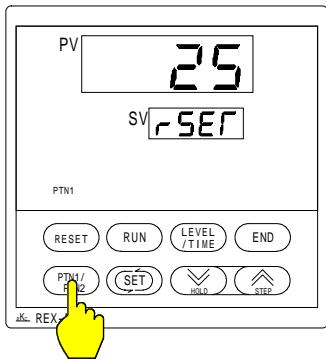 PV 25
SV rSET
PTN1
RESET RUN LEVEL/TIME END
PTN1/ SET HOLD STEP
REX-